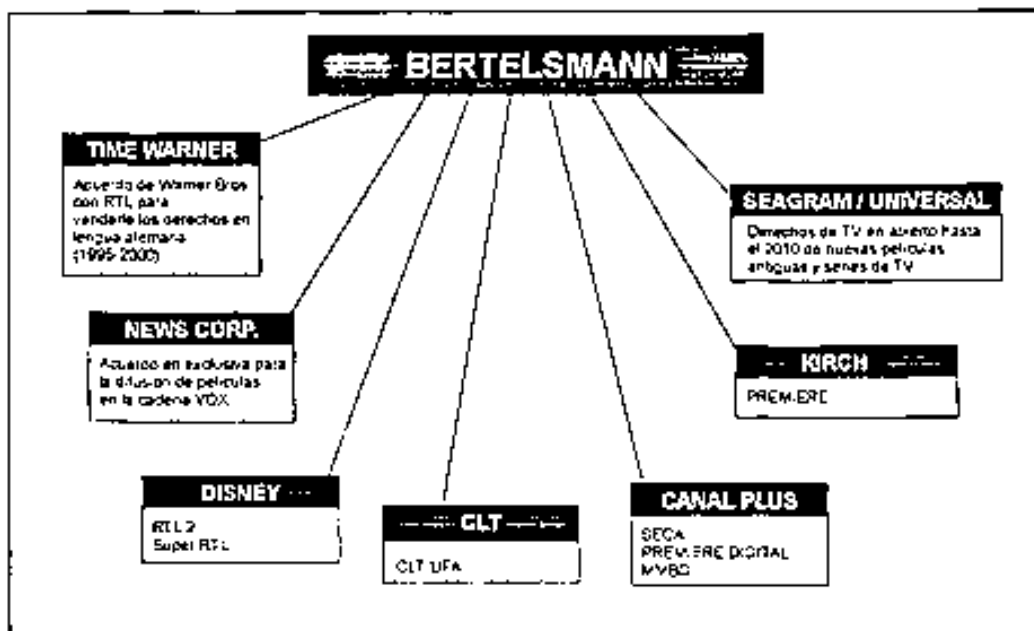 BERTELSMANN
TIME WARNER
Acuerdo de Warner Bros
con RTL para
venderle los derechos en
lengua alemana
(1995-2000)
SEAGRAM / UNIVERSAL
Derechos de TV en abierto hasta
el 2010 de nuevas películas
antiguas y series de TV
NEWS CORP.
Acuerdo en exclusiva para
la difusión de películas
en la cadena VOX
KIRCH
PREMIERE
DISNEY
RTL 2
Super RTL
CLT
CLT UFA
CANAL PLUS
SECA
PREMIERE DIGITAL
MMBG